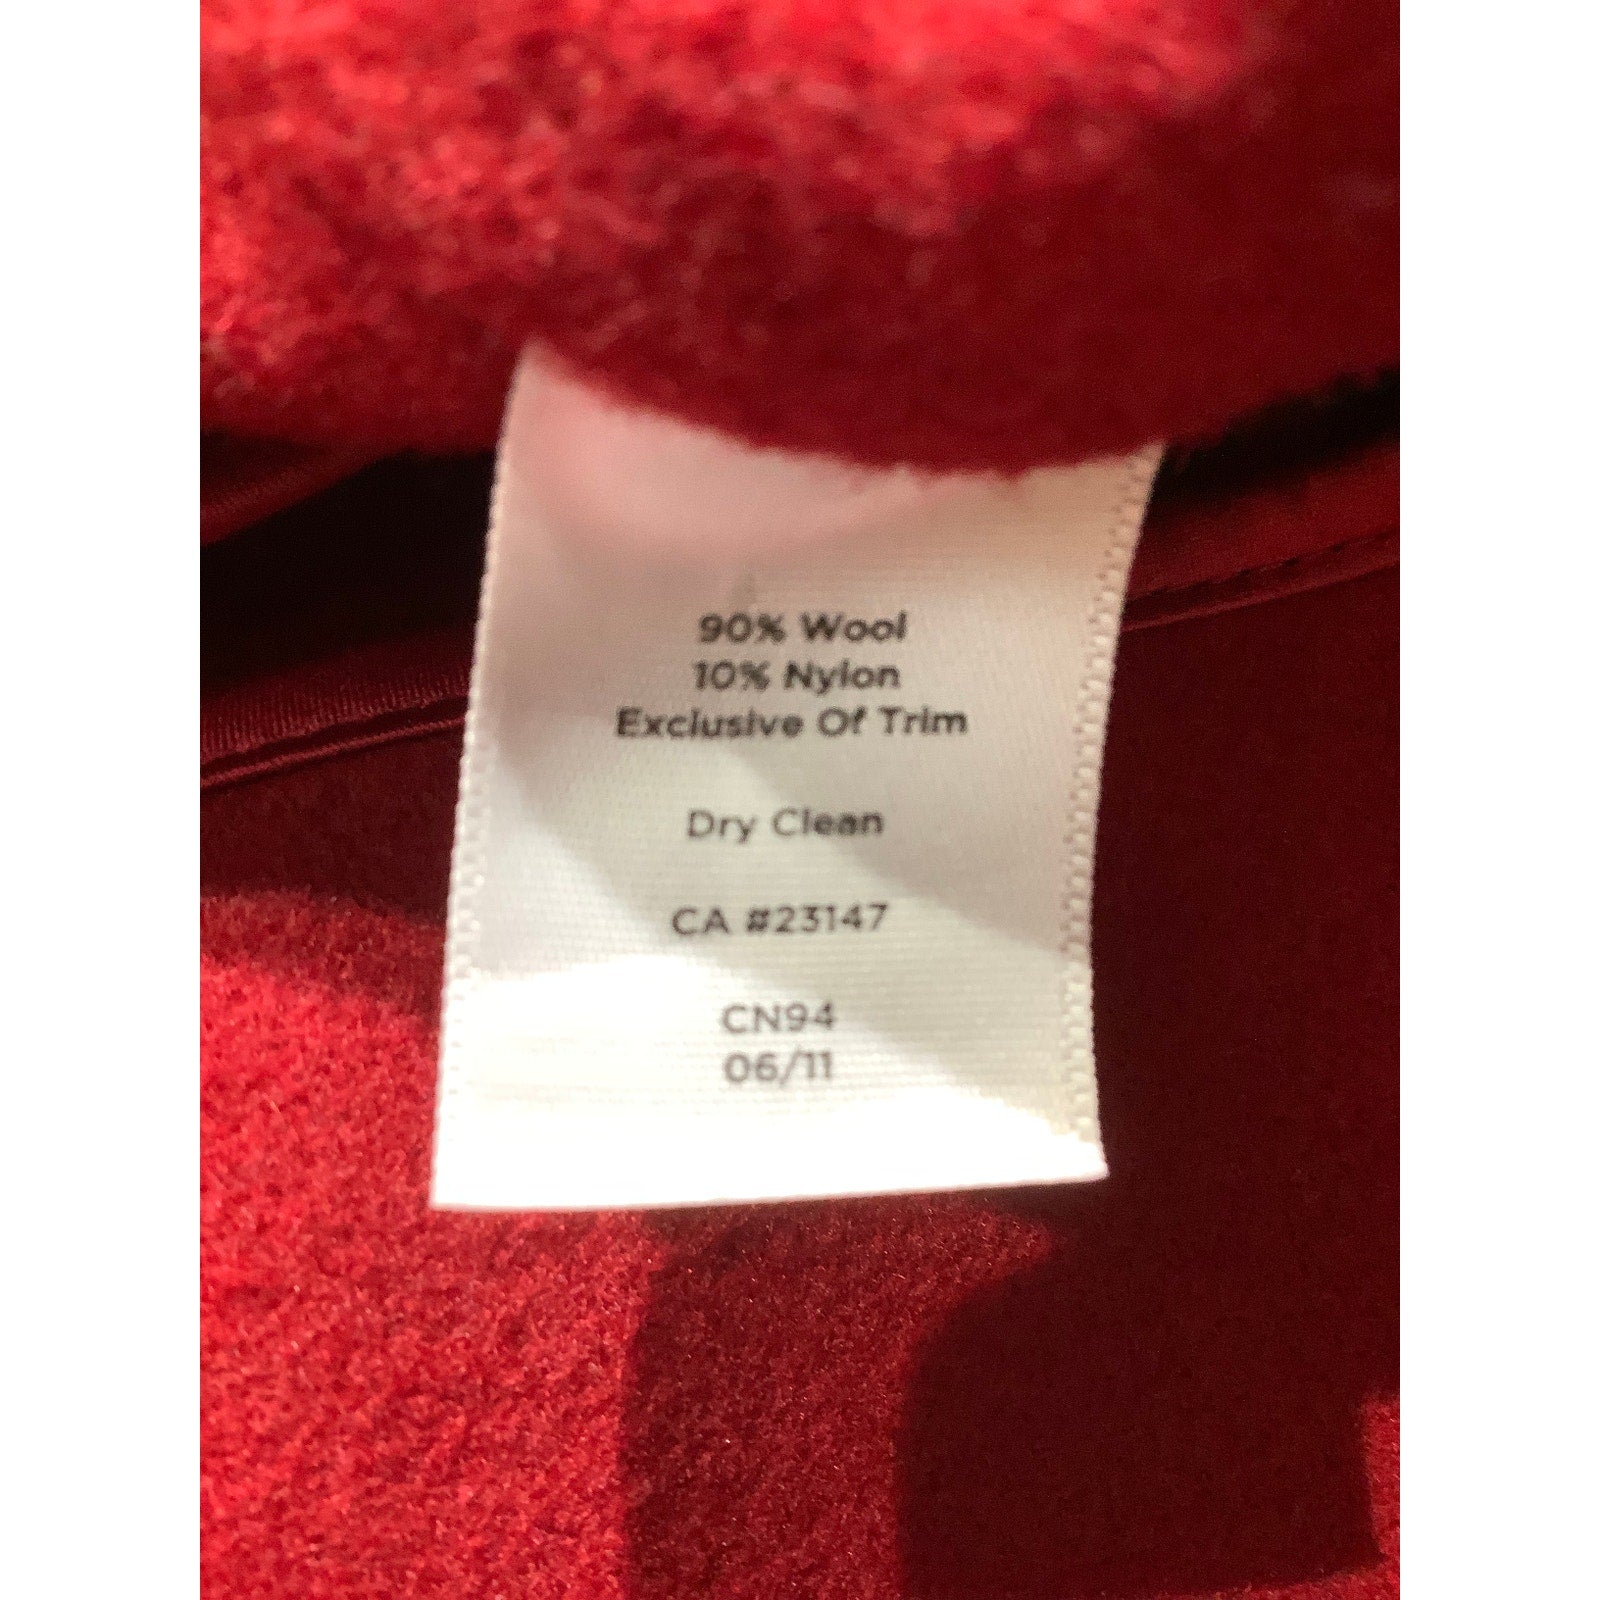 90% Wool
10% Nylon
Exclusive Of Trim
Dry Clean
CA #23147
CN94
06/11